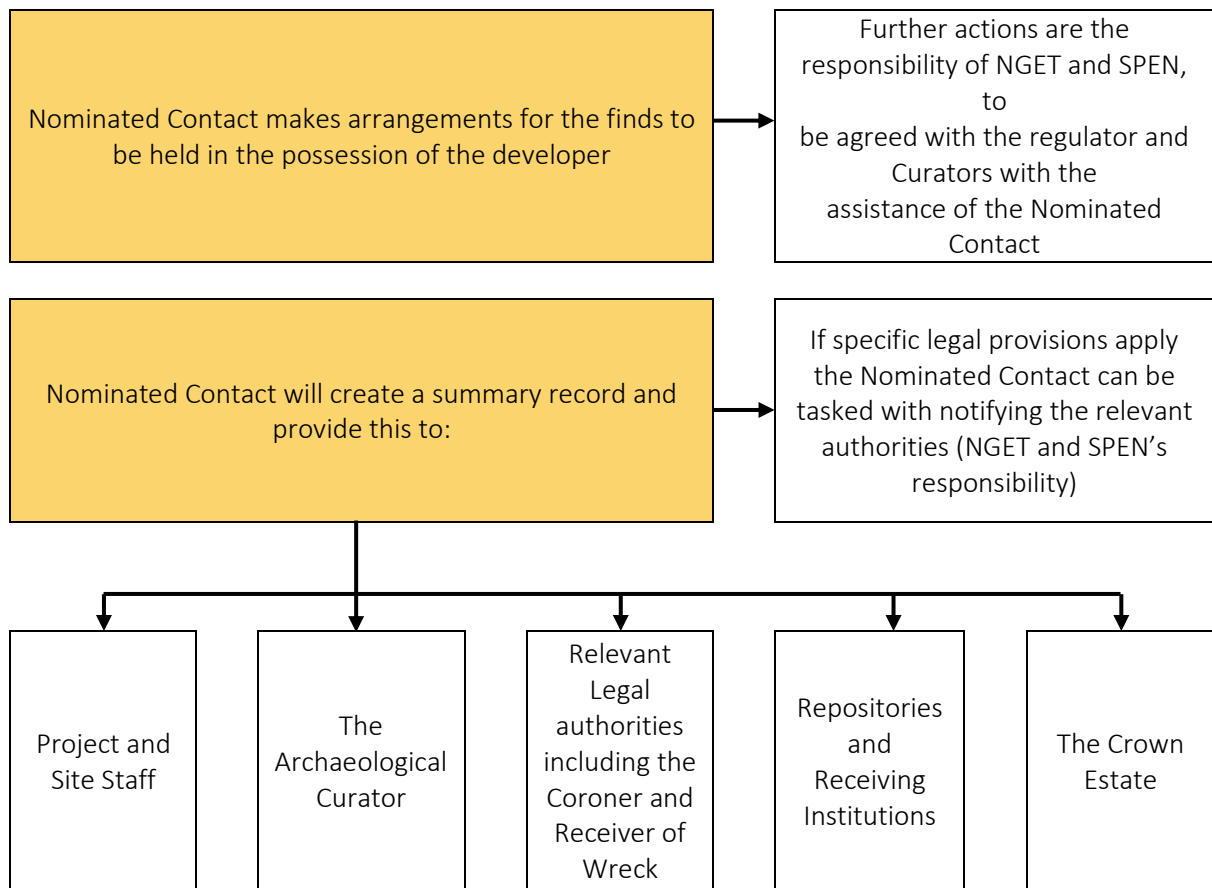 Nominated Contact makes arrangements for the finds to
be held in the possession of the developer
Further actions are the
responsibility of NGET and SPEN,
to
be agreed with the regulator and
Curators with the
assistance of the Nominated
Contact
Nominated Contact will create a summary record and
provide this to:
If specific legal provisions apply
the Nominated Contact can be
tasked with notifying the relevant
authorities (NGET and SPEN’s
responsibility)
Project and
Site Staff
The
Archaeological
Curator
Relevant
Legal
authorities
including the
Coroner and
Receiver of
Wreck
Repositories
and
Receiving
Institutions
The Crown
Estate